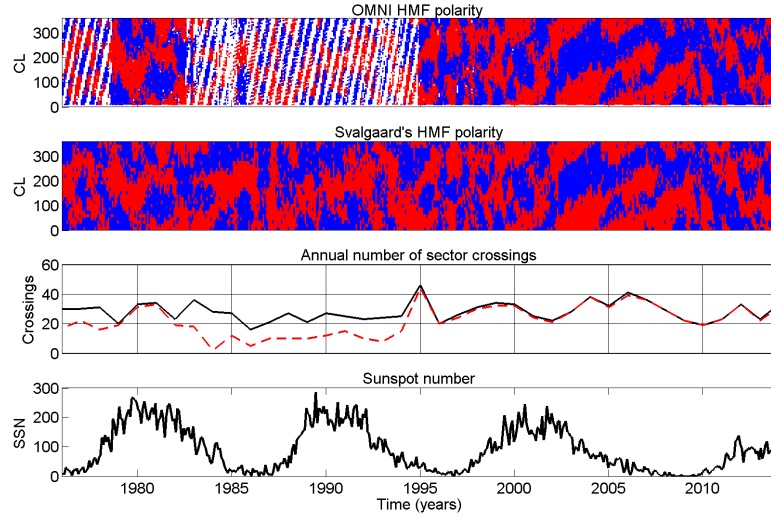 OMNI HMF polarity
CL
300
200
100
0
Svalgaard's HMF polarity
CL
300
200
100
0
Annual number of sector crossings
Crossings
60
40
20
0
Sunspot number
SSN
300
200
100
0
1980 1985 1990 1995 2000 2005 2010
Time (years)